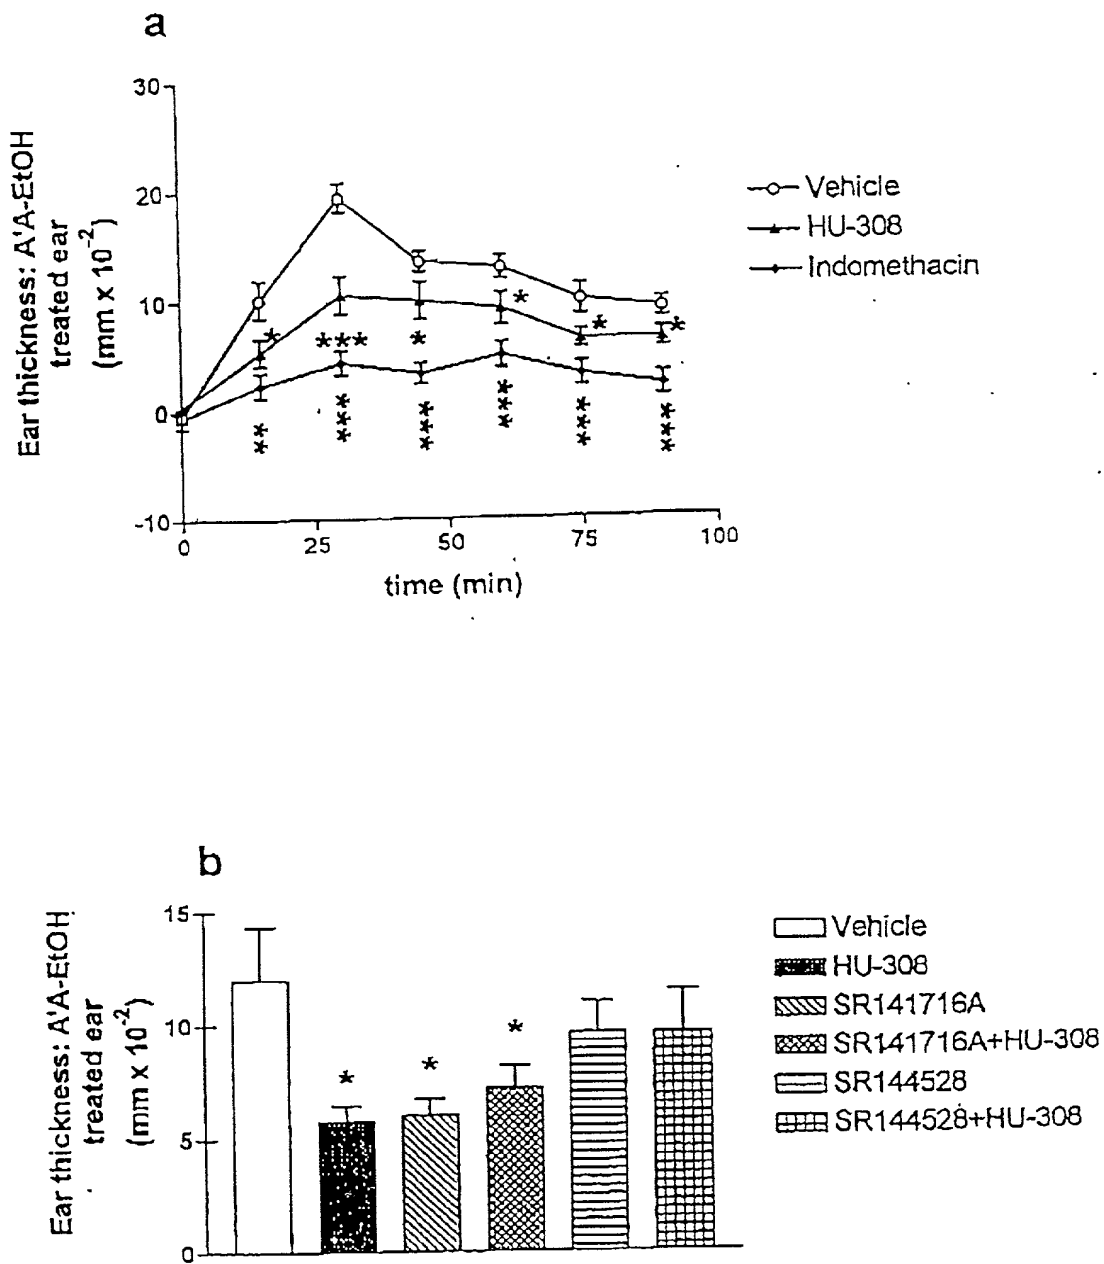 a
30
20
10
0
-10
0 25 50 75 100
time (min)
Ear thickness: A'A-EtOH
treated ear
(mm x 10⁻²)
Vehicle
HU-308
Indomethacin
*
***
*
*
*
*
**
***
***
***
***
***
b
15
10
5
0
Ear thickness: A'A-EtOH
treated ear
(mm x 10⁻²)
*
*
*
Vehicle
HU-308
SR141716A
SR141716A+HU-308
SR144528
SR144528+HU-308